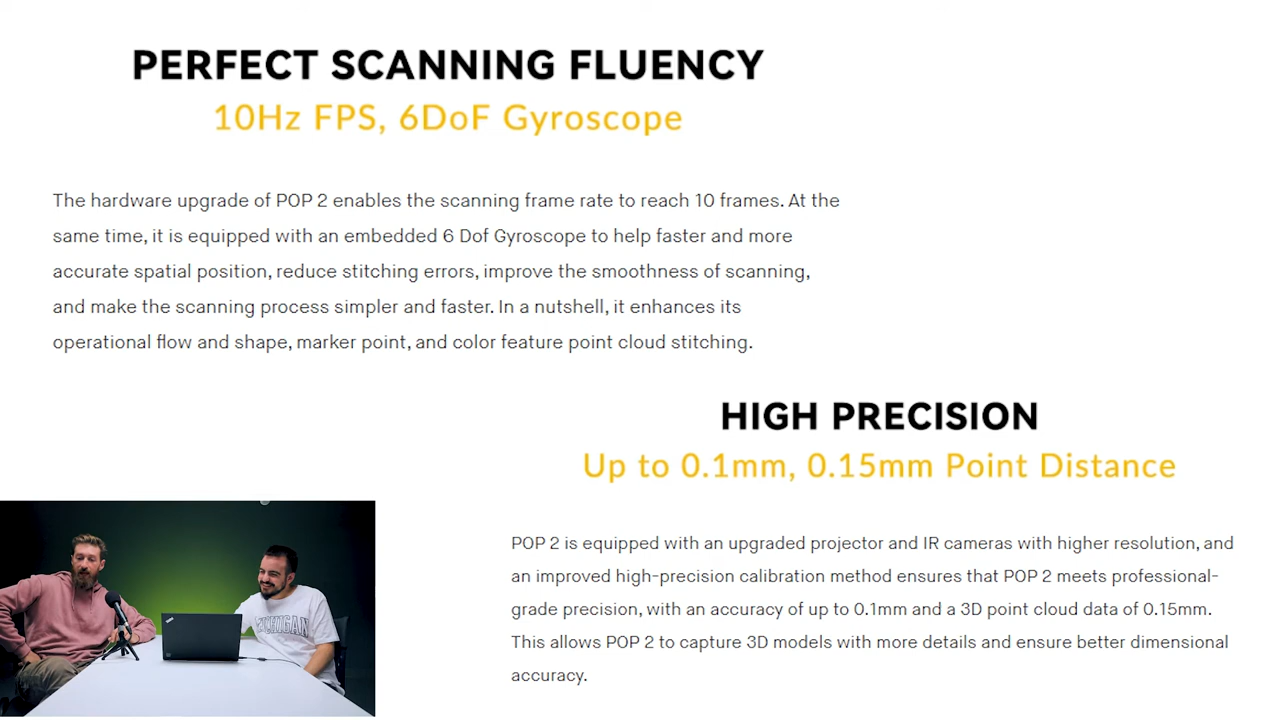 PERFECT SCANNING FLUENCY
10Hz FPS, 6DoF Gyroscope
The hardware upgrade of POP 2 enables the scanning frame rate to reach 10 frames. At the
same time, it is equipped with an embedded 6 Dof Gyroscope to help faster and more
accurate spatial position, reduce stitching errors, improve the smoothness of scanning,
and make the scanning process simpler and faster. In a nutshell, it enhances its
operational flow and shape, marker point, and color feature point cloud stitching.
HIGH PRECISION
Up to 0.1mm, 0.15mm Point Distance
POP 2 is equipped with an upgraded projector and IR cameras with higher resolution, and
an improved high-precision calibration method ensures that POP 2 meets professional-
grade precision, with an accuracy of up to 0.1mm and a 3D point cloud data of 0.15mm.
This allows POP 2 to capture 3D models with more details and ensure better dimensional
accuracy.
MICHIGAN